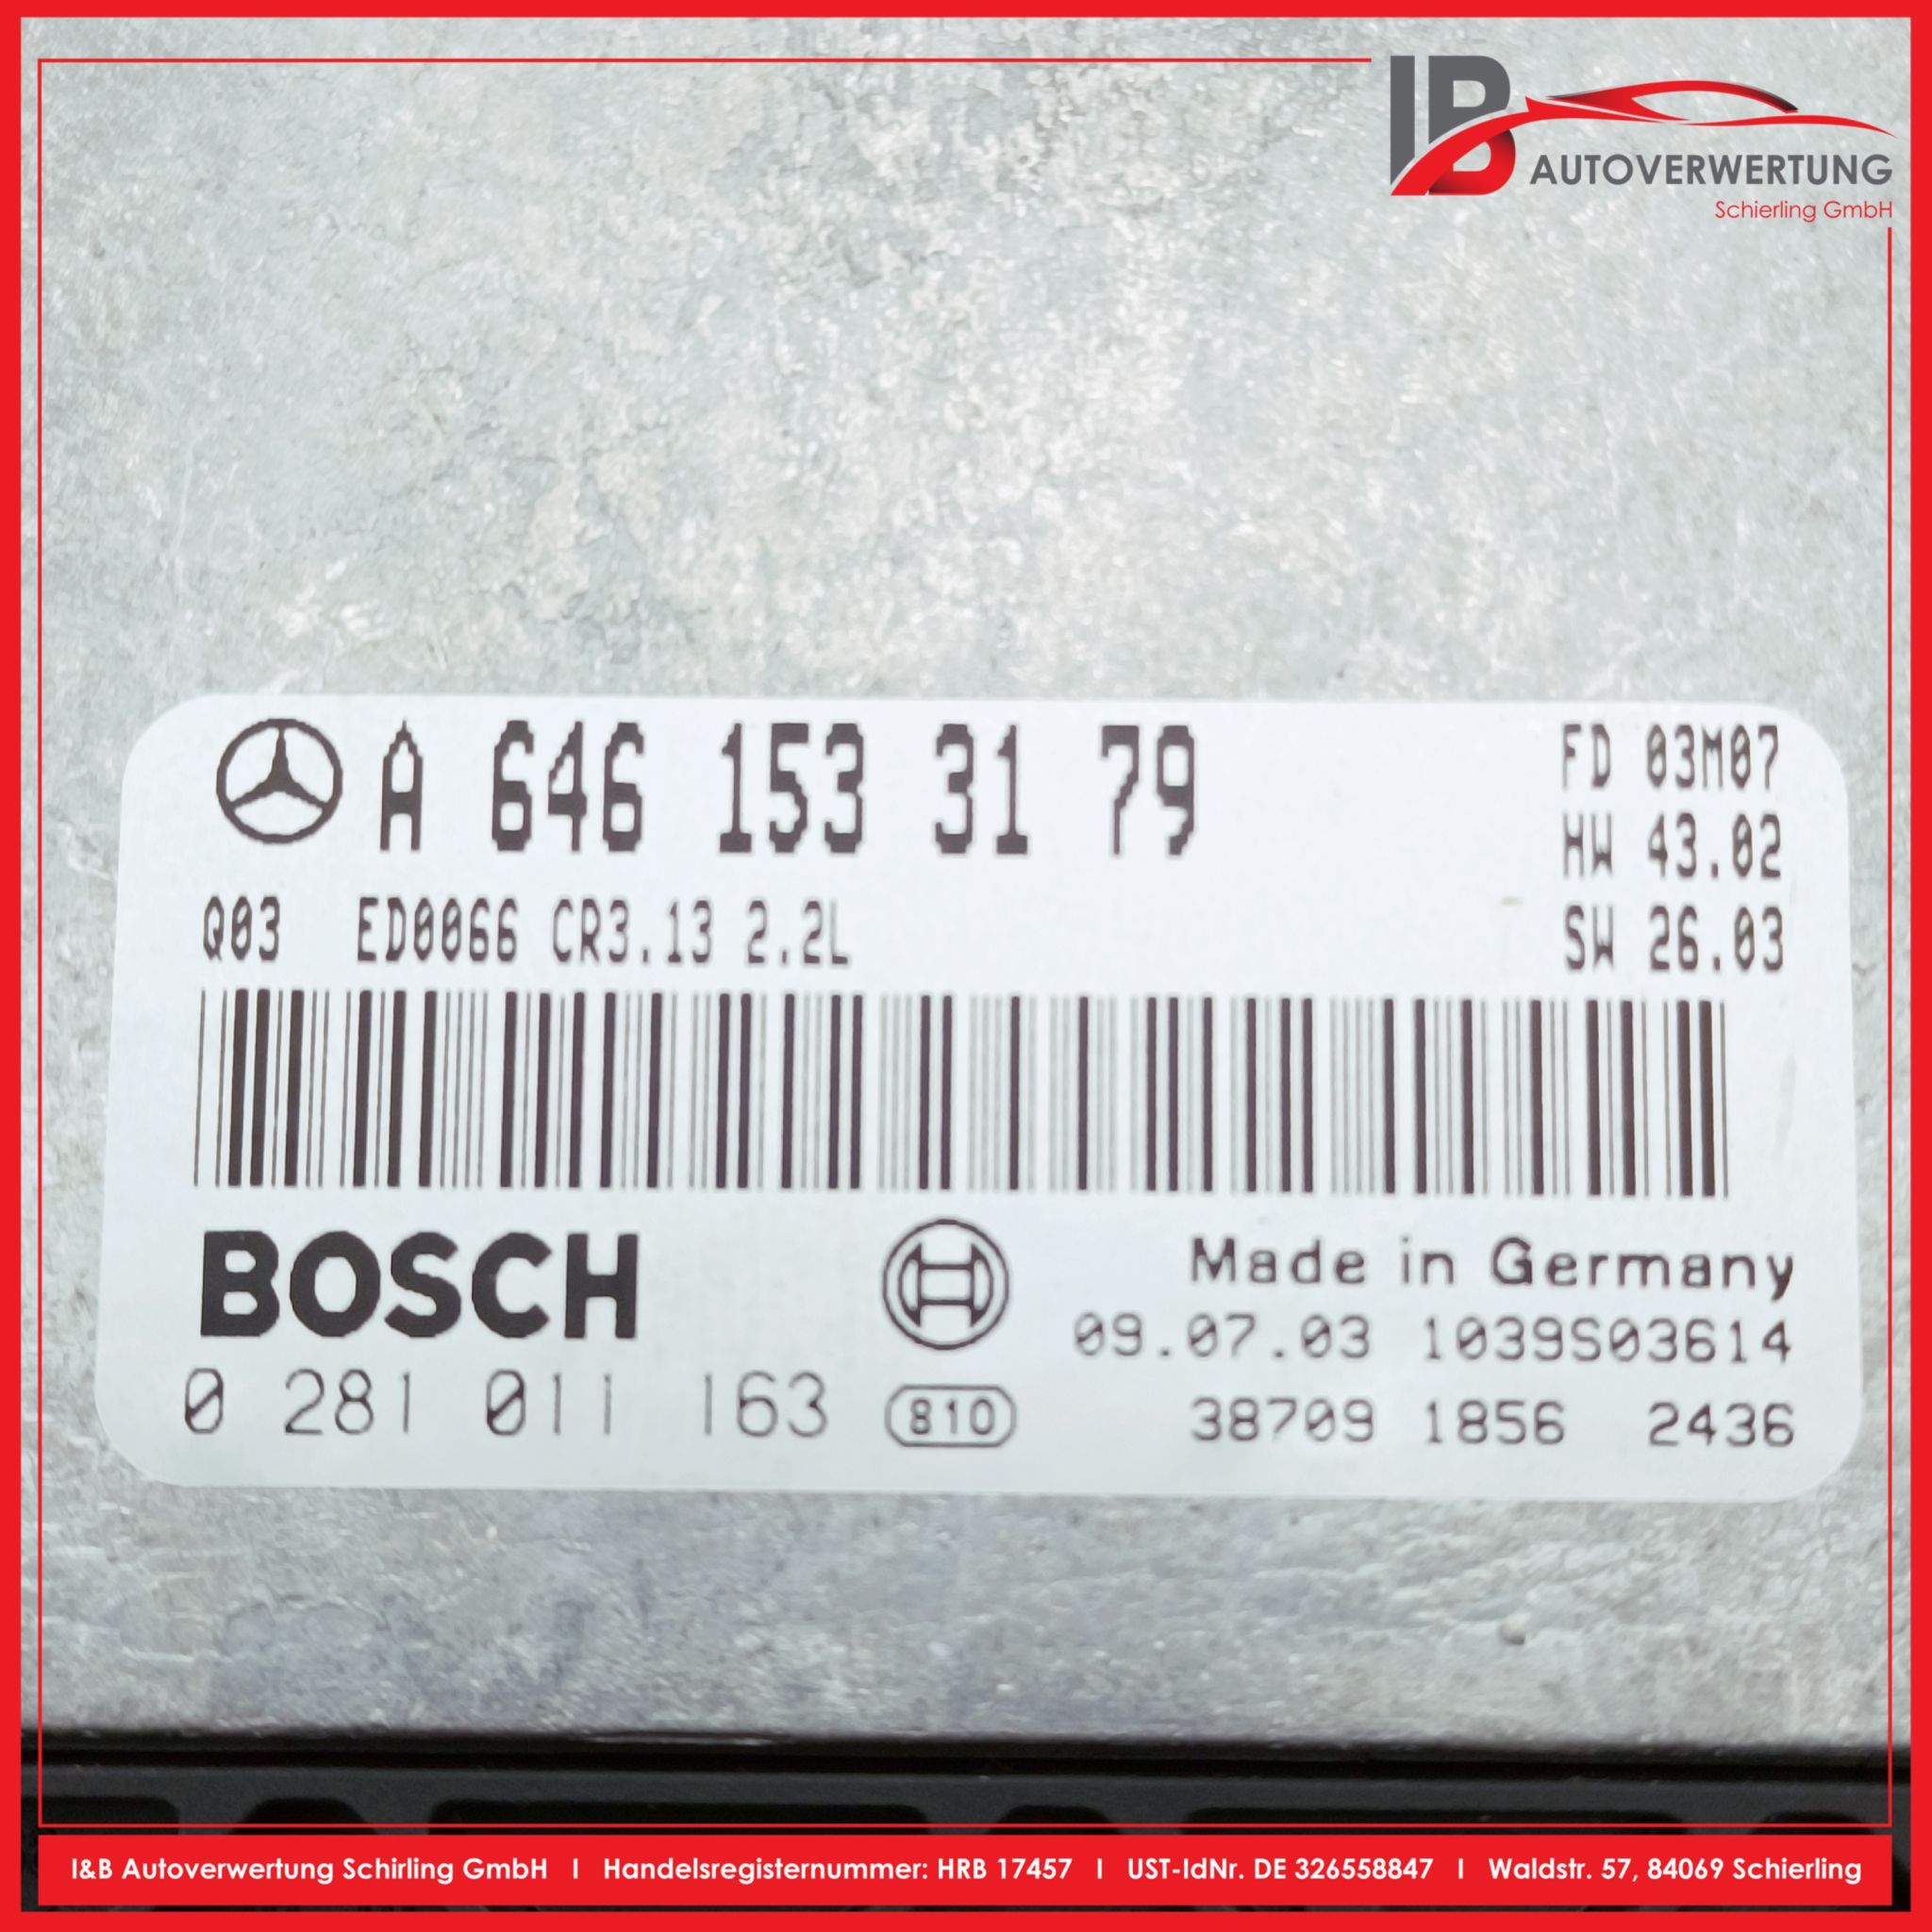 IB
AUTOVERWERTUNG
Schierling GmbH
A 646 153 31 79
FD 03M07
HW 43.02
Q03 ED0066 CR3.13 2.2L
SW 26.03
BOSCH
Made in Germany
09.07.03 1039S03614
0 281 011 163
810
38709 1856 2436
I&B Autoverwertung Schirling GmbH I Handelsregisternummer: HRB 17457 I UST-IdNr. DE 326558847 I Waldstr. 57, 84069 Schierling